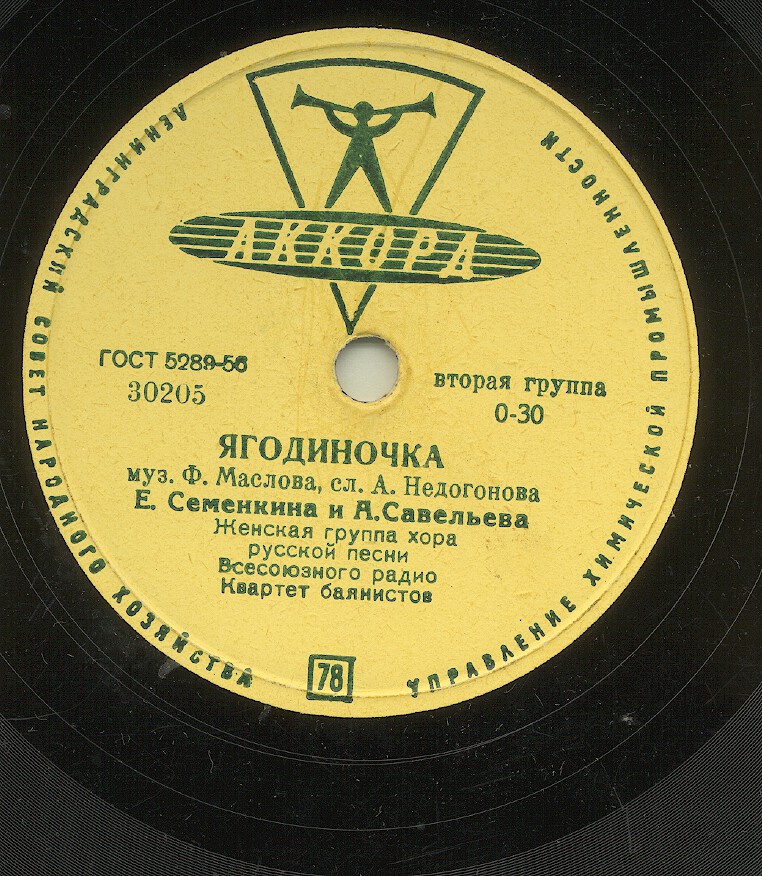 АККОРД
ЛЕНИНГРАДСКИЙ СОВЕТ НАРОДНОГО ХОЗЯЙСТВА
УПРАВЛЕНИЕ ХИМИЧЕСКОЙ ПРОМЫШЛЕННОСТИ
ГОСТ 5289-56
30205
вторая группа
0-30
ЯГОДИНОЧКА
муз. Ф. Маслова, сл. А. Недогонова
Е. Семенкина и А.Савельева
Женская группа хора
русской песни
Всесоюзного радио
Квартет баянистов
78